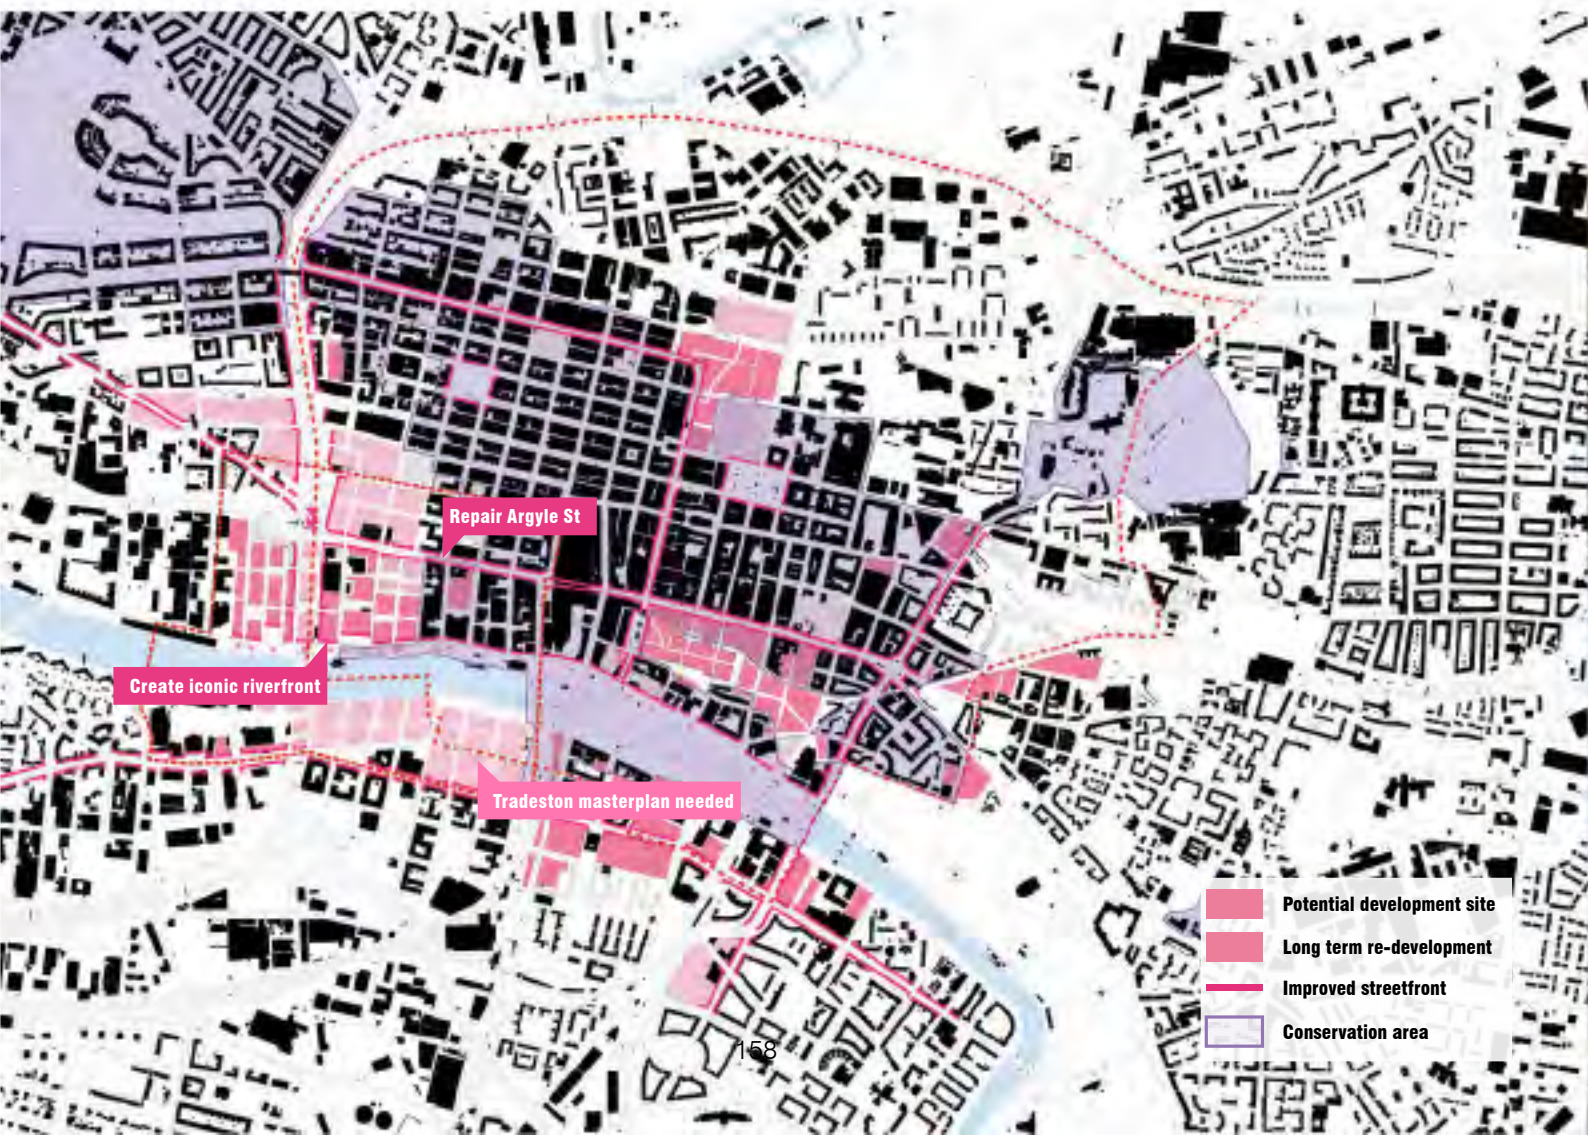 Repair Argyle St
Create iconic riverfront
Tradeston masterplan needed
Potential development site
Long term re-development
Improved streetfront
Conservation area
158